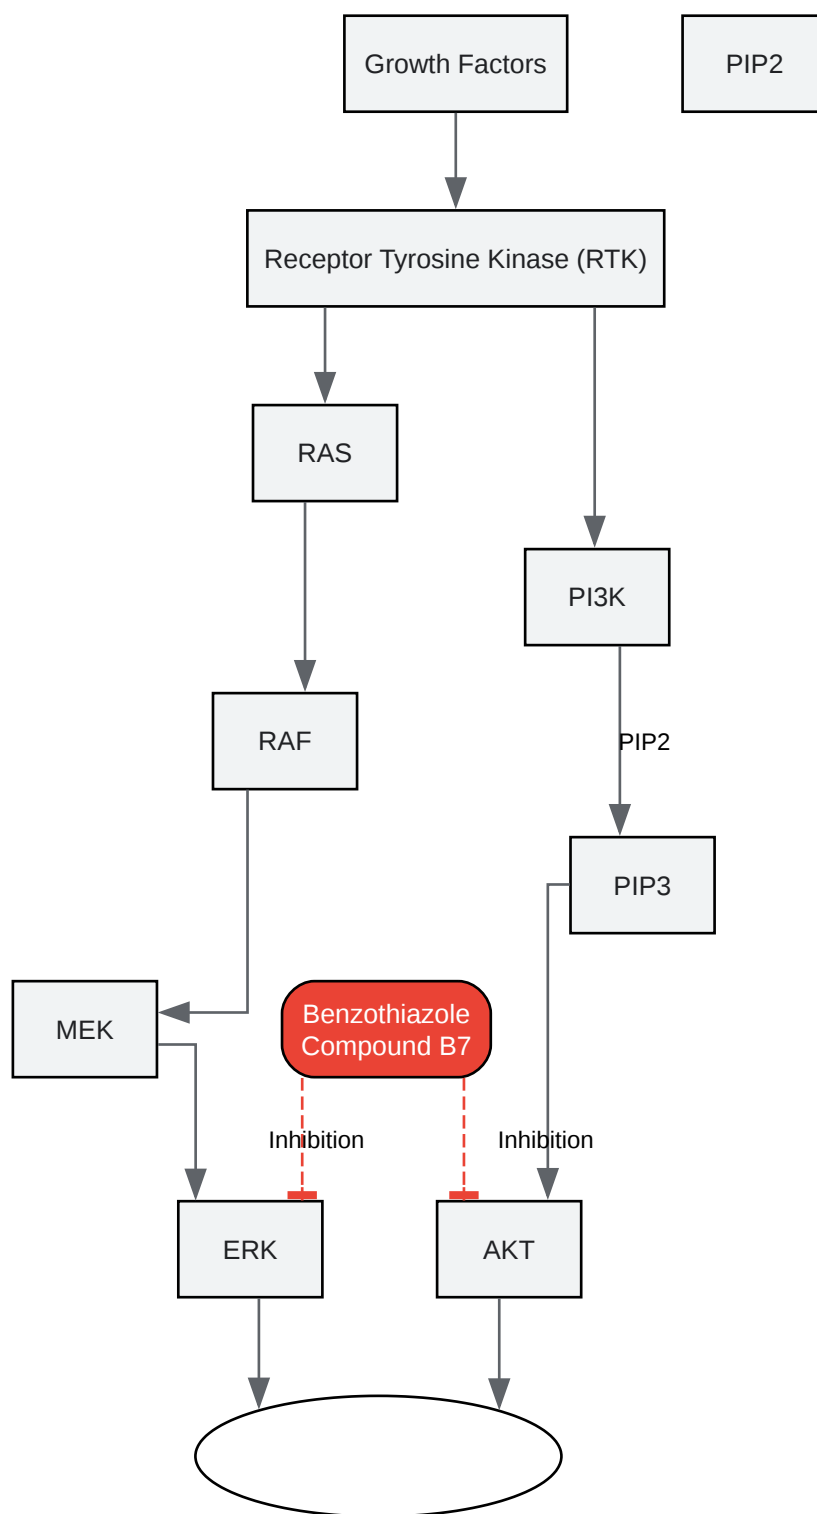 Growth Factors
PIP2
Receptor Tyrosine Kinase (RTK)
RAS
PI3K
RAF
PIP2
PIP3
MEK
Benzothiazole
Compound B7
Inhibition
Inhibition
ERK
AKT